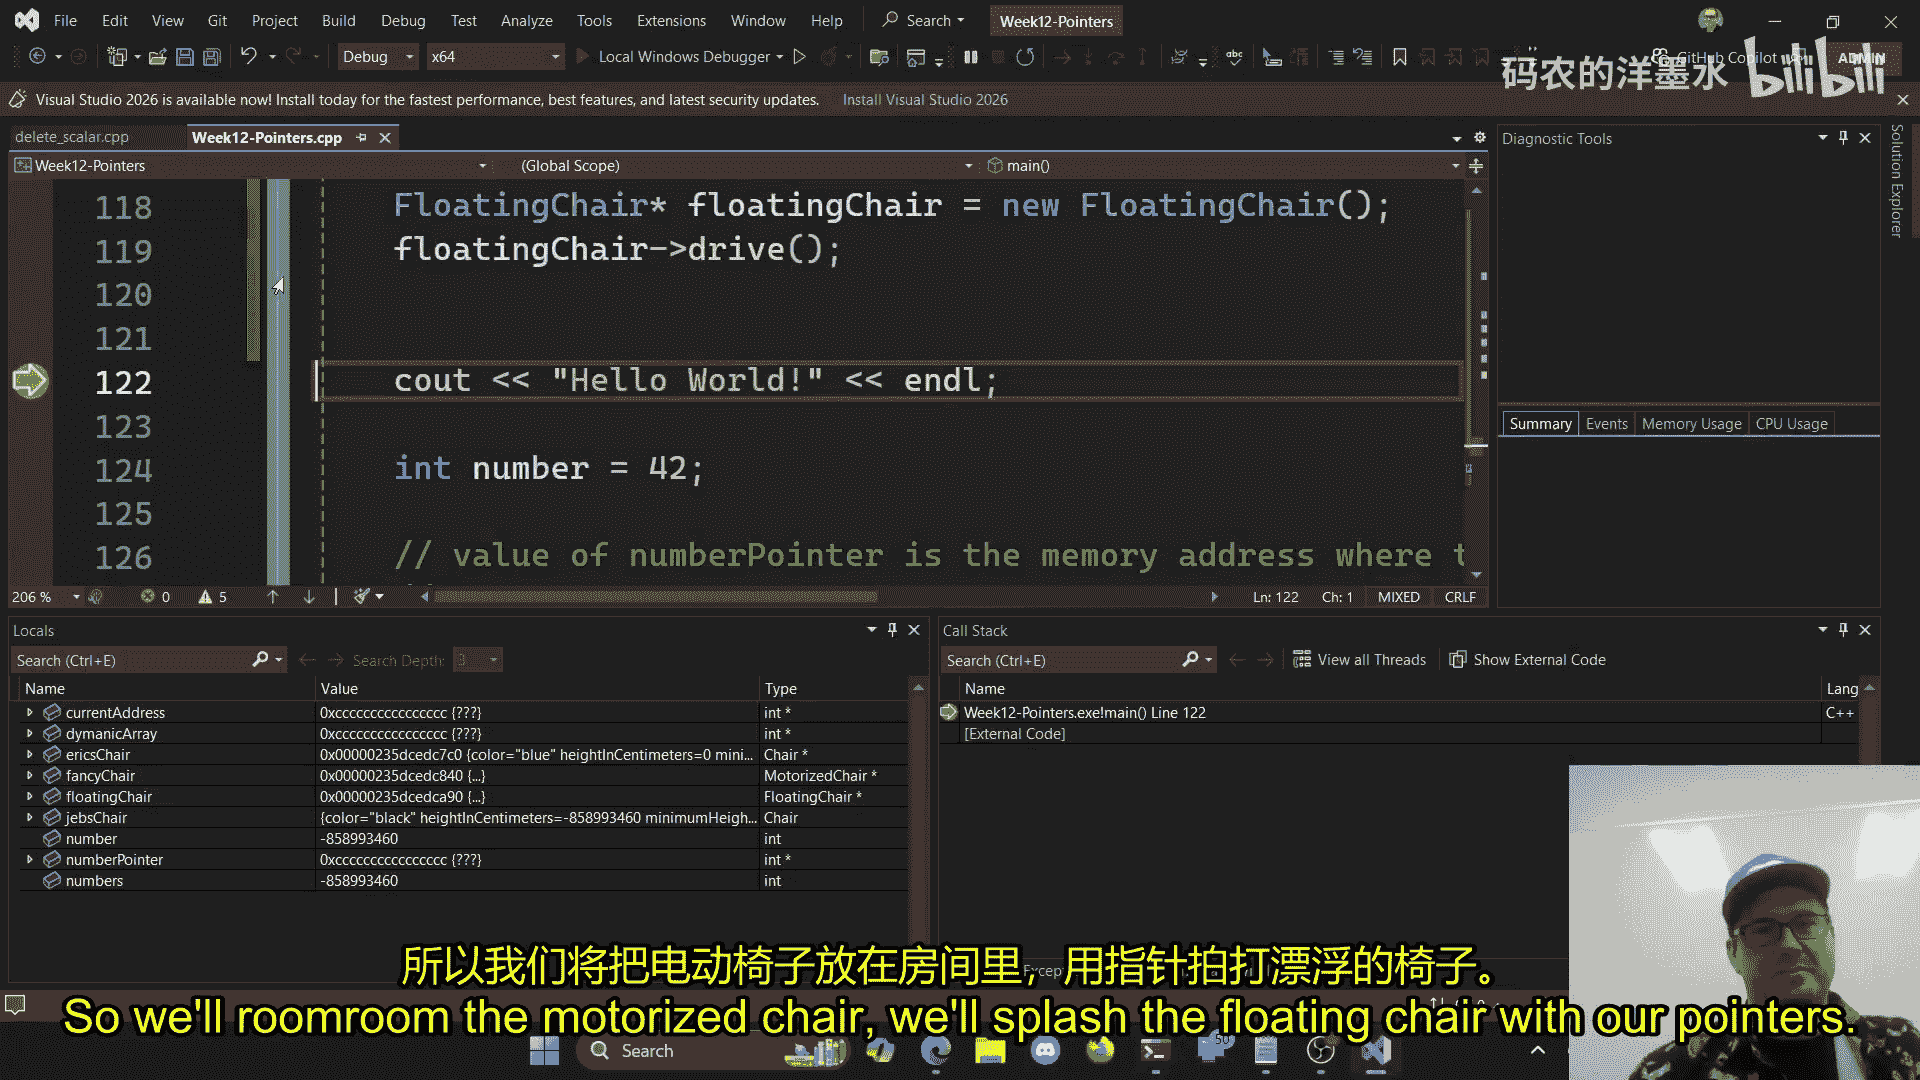 File Edit View Git Project Build Debug Test Analyze Tools Extensions Window Help Search Week12-Pointers
Debug x64 Local Windows Debugger GitHub Copilot ADMIN
码农的洋墨水 bilibili
Visual Studio 2026 is available now! Install today for the fastest performance, best features, and latest security updates. Install Visual Studio 2026
delete_scalar.cpp Week12-Pointers.cpp
Week12-Pointers (Global Scope) main()
118 FloatingChair* floatingChair = new FloatingChair();
119 floatingChair->drive();
120
121
122 cout << "Hello World!" << endl;
123
124 int number = 42;
125
126 // value of numberPointer is the memory address where t
206 % 0 5 Ln: 122 Ch: 1 MIXED CRLF
Diagnostic Tools
Summary Events Memory Usage CPU Usage
Solution Explorer
Locals
Search (Ctrl+E) Search Depth: 3
Name Value Type
currentAddress 0xcccccccccccccccc {???} int *
dymanicArray 0xcccccccccccccccc {???} int *
ericsChair 0x00000235dcedc7c0 {color="blue" heightInCentimeters=0 mini... Chair *
fancyChair 0x00000235dcedc840 {...} MotorizedChair *
floatingChair 0x00000235dcedca90 {...} FloatingChair *
jebsChair {color="black" heightInCentimeters=-858993460 minimumHeigh... Chair
number -858993460 int
numberPointer 0xcccccccccccccccc {???} int *
numbers -858993460 int
Call Stack
Search (Ctrl+E) View all Threads Show External Code
Name Lang
Week12-Pointers.exe!main() Line 122 C++
[External Code]
所以我们将把电动椅子放在房间里，用指针拍打漂浮的椅子。
So we'll roomroom the motorized chair, we'll splash the floating chair with our pointers.
Search